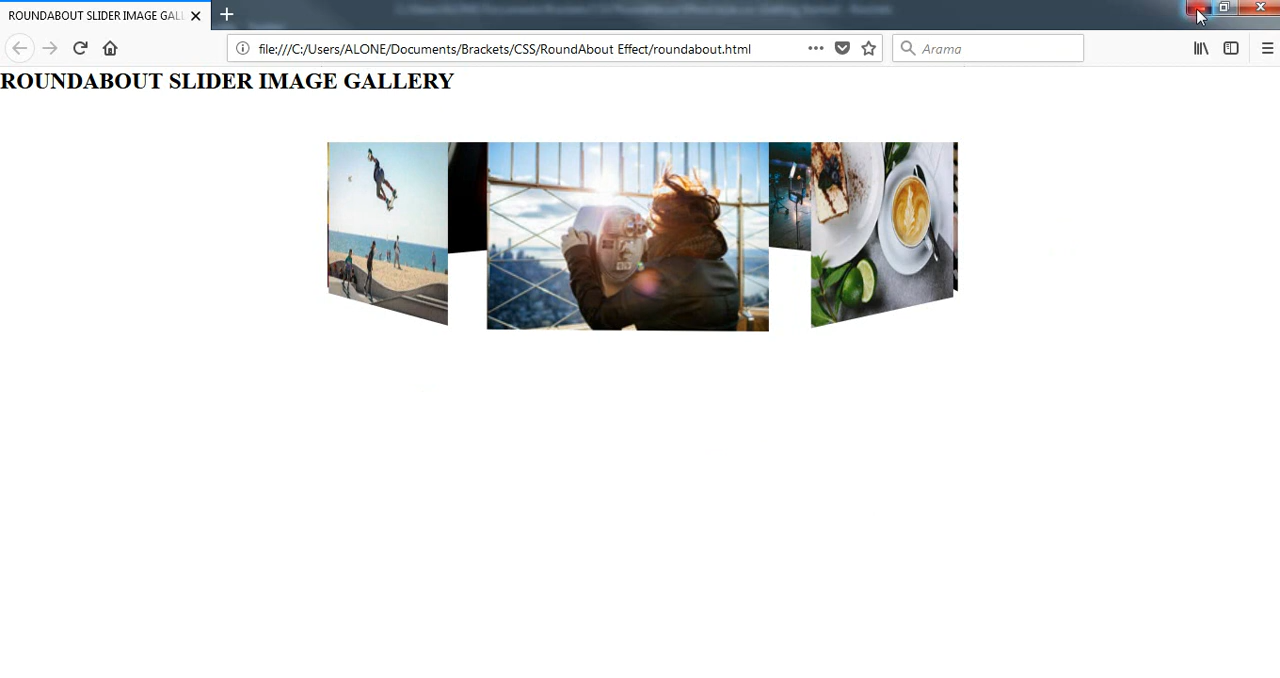 ROUNDABOUT SLIDER IMAGE GALL
file:///C:/Users/ALONE/Documents/Brackets/CSS/RoundAbout Effect/roundabout.html
Arama
ROUNDABOUT SLIDER IMAGE GALLERY